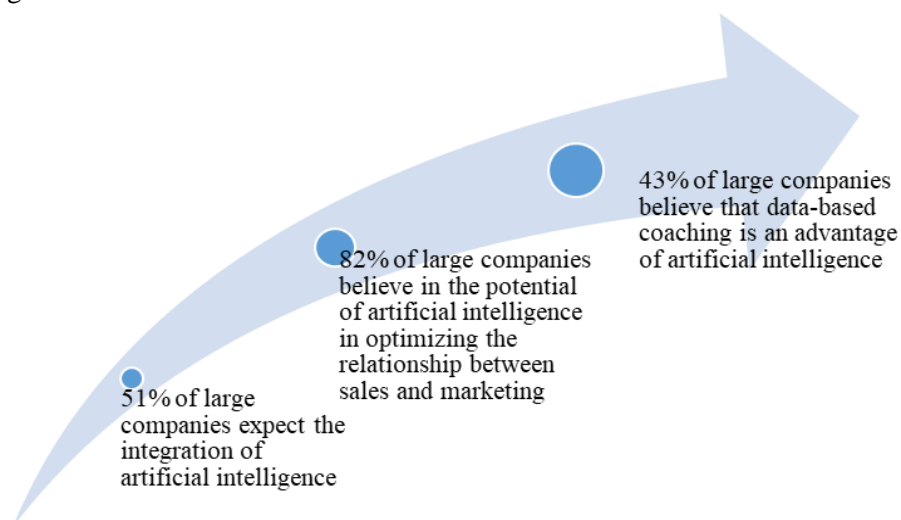 51% of large
companies expect the
integration of
artificial intelligence
82% of large companies
believe in the potential
of artificial intelligence
in optimizing the
relationship between
sales and marketing
43% of large companies
believe that data-based
coaching is an advantage
of artificial intelligence